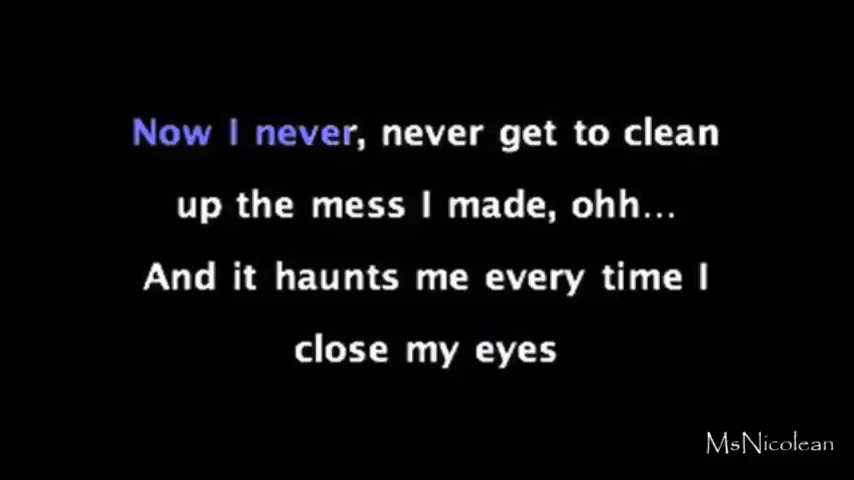 Now I never, never get to clean
up the mess I made, ohh...
And it haunts me every time I
close my eyes
MsNicolean